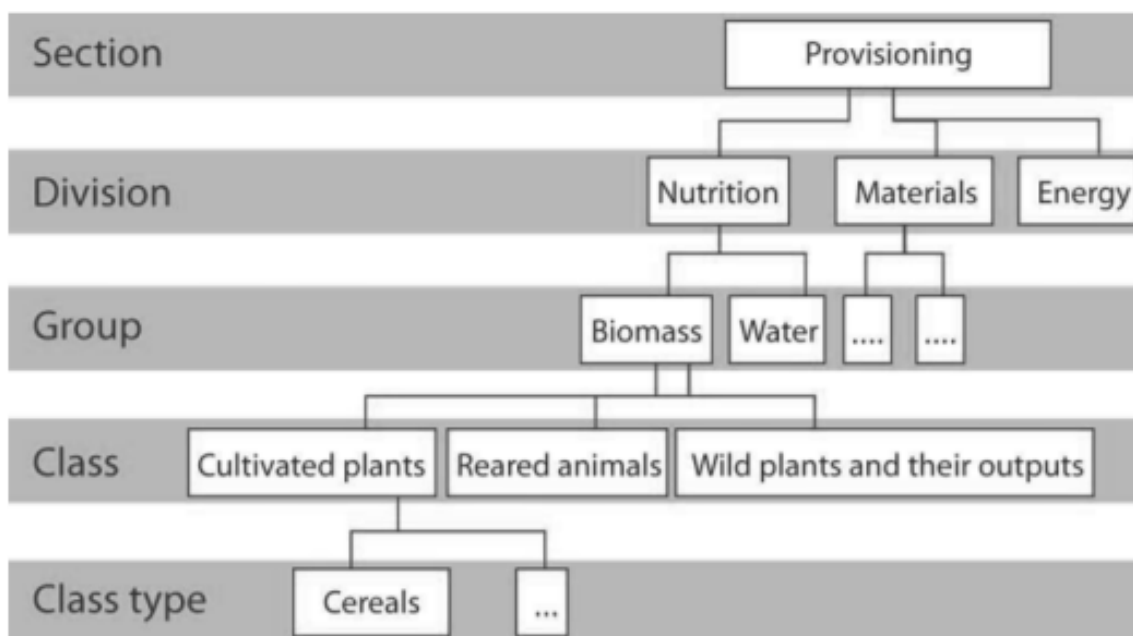 Section
Provisioning
Division
Nutrition
Materials
Energy
Group
Biomass
Water
....
....
Class
Cultivated plants
Reared animals
Wild plants and their outputs
Class type
Cereals
...